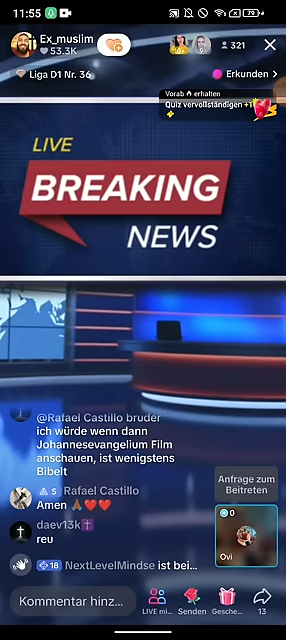 11:55
79%
Ex_muslim
53.3K
321
Liga D1 Nr. 36
Erkunden >
Vorab erhalten
Quiz vervollständigen +1
LIVE
BREAKING
NEWS
@Rafael Castillo bruder
ich würde wenn dann
Johannesevangelium Film
anschauen, ist wenigstens
Bibelt
5 Rafael Castillo
Amen 🙏🏾❤️❤️
daev13k✝️
reu
18 NextLevelMindse ist bei...
Anfrage zum
Beitreten
0
Ovi
Kommentar hinz...
LIVE mi...
Senden
Gesche...
13